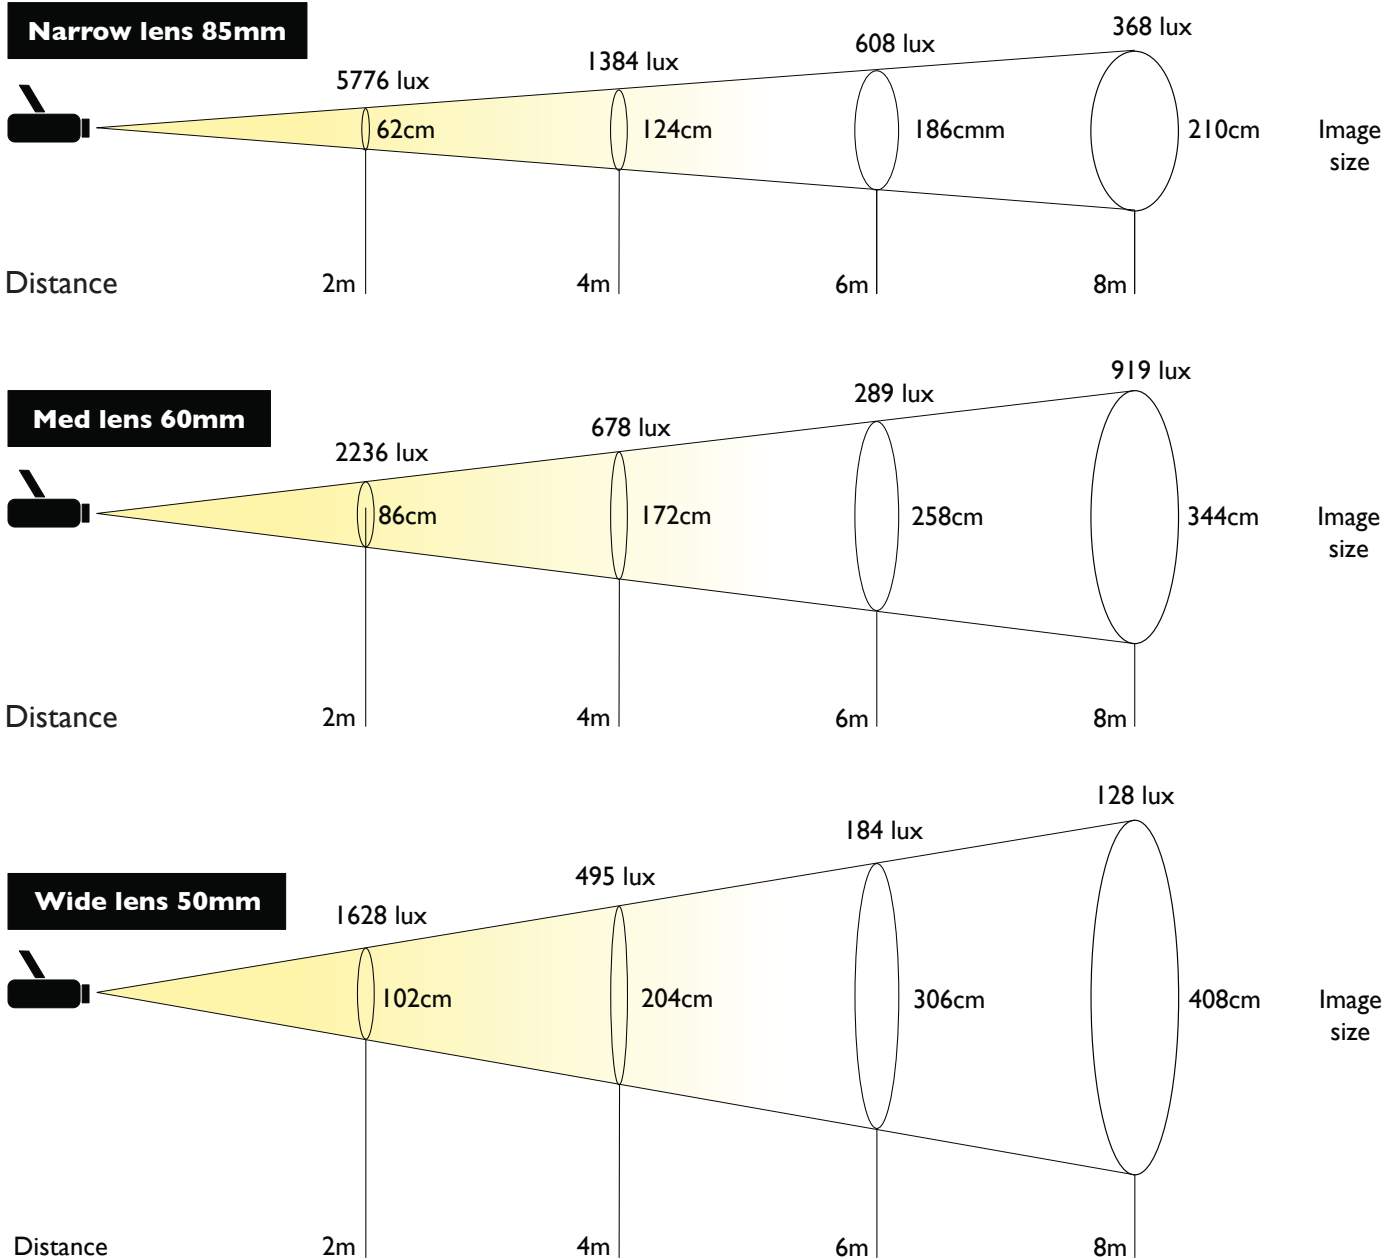 Narrow lens 85mm
5776 lux
1384 lux
608 lux
368 lux
62cm
124cm
186cmm
210cm
Image
size
Distance
2m
4m
6m
8m
Med lens 60mm
2236 lux
678 lux
289 lux
919 lux
86cm
172cm
258cm
344cm
Image
size
Distance
2m
4m
6m
8m
Wide lens 50mm
1628 lux
495 lux
184 lux
128 lux
102cm
204cm
306cm
408cm
Image
size
Distance
2m
4m
6m
8m